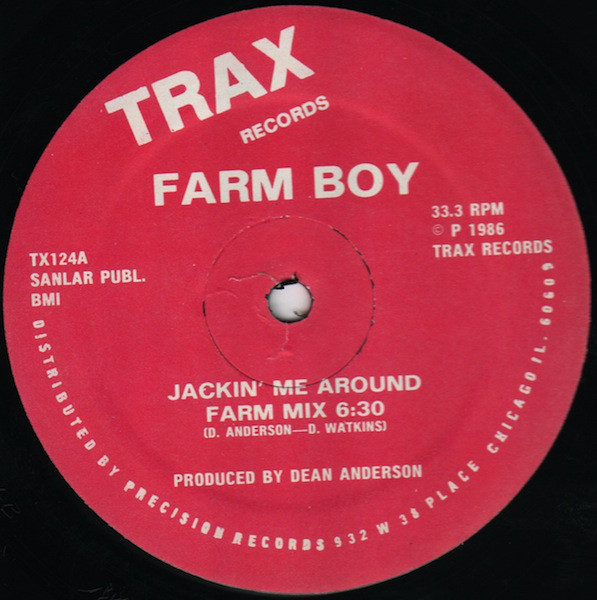 TRAX
RECORDS
FARM BOY
33.3 RPM
© P 1986
TRAX RECORDS
TX124A
SANLAR PUBL.
BMI
JACKIN' ME AROUND
FARM MIX 6:30
(D. ANDERSON—D. WATKINS)
PRODUCED BY DEAN ANDERSON
DISTRIBUTED BY PRECISION RECORDS 932 W 38 PLACE CHICAGO IL. 60609